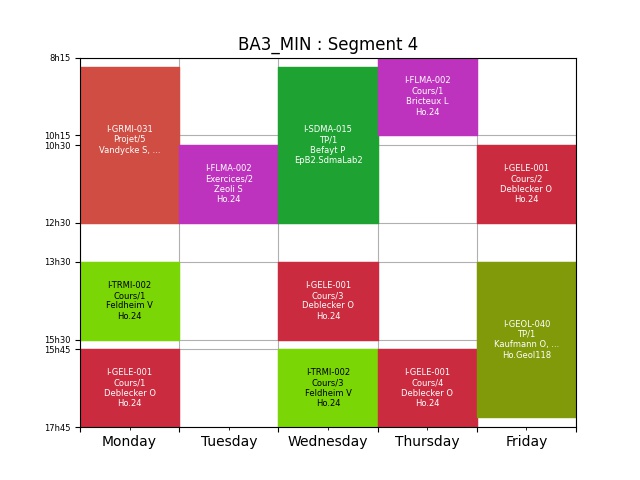 BA3_MIN : Segment 4
8h15
10h15
10h30
12h30
13h30
15h30
15h45
17h45
I-GRMI-031
Projet/5
Vandycke S, ...
I-TRMI-002
Cours/1
Feldheim V
Ho.24
I-GELE-001
Cours/1
Deblecker O
Ho.24
I-FLMA-002
Exercices/2
Zeoli S
Ho.24
I-SDMA-015
TP/1
Befayt P
EpB2.SdmaLab2
I-GELE-001
Cours/3
Deblecker O
Ho.24
I-TRMI-002
Cours/3
Feldheim V
Ho.24
I-FLMA-002
Cours/1
Bricteux L
Ho.24
I-GELE-001
Cours/4
Deblecker O
Ho.24
I-GELE-001
Cours/2
Deblecker O
Ho.24
I-GEOL-040
TP/1
Kaufmann O, ...
Ho.Geol118
Monday
Tuesday
Wednesday
Thursday
Friday